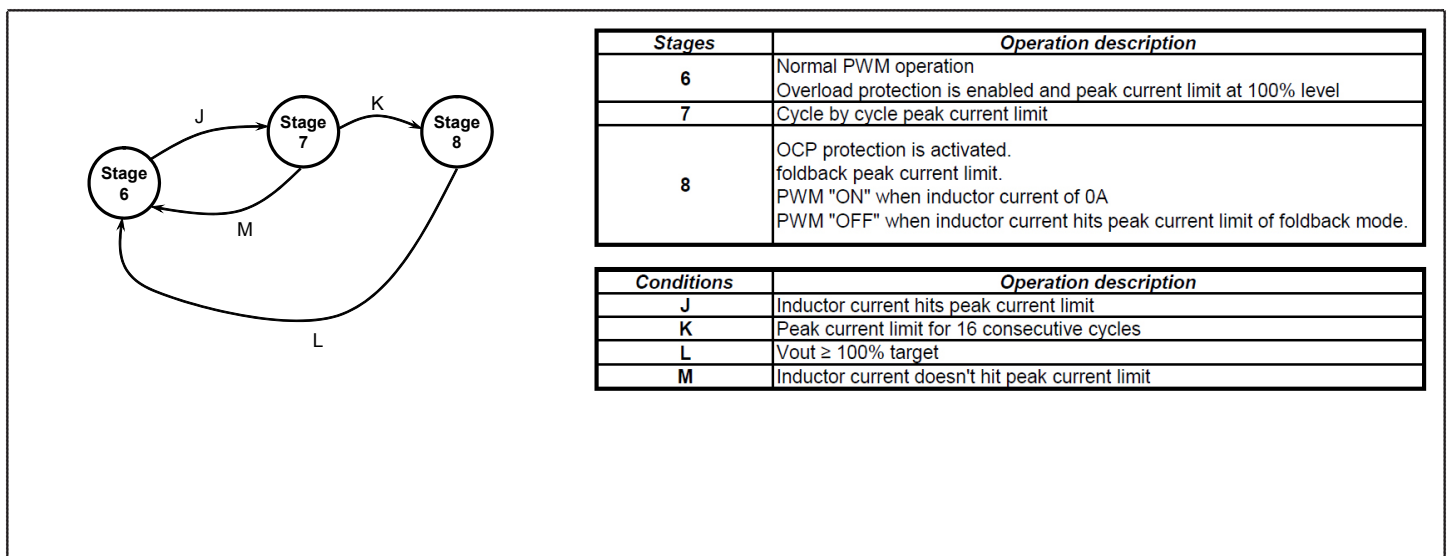 J
K
Stage
7
Stage
8
Stage
6
M
L
Stages Operation description
6 Normal PWM operation
Overload protection is enabled and peak current limit at 100% level
7 Cycle by cycle peak current limit
8 OCP protection is activated.
foldback peak current limit.
PWM "ON" when inductor current of 0A
PWM "OFF" when inductor current hits peak current limit of foldback mode.
Conditions Operation description
J Inductor current hits peak current limit
K Peak current limit for 16 consecutive cycles
L Vout ≥ 100% target
M Inductor current doesn't hit peak current limit